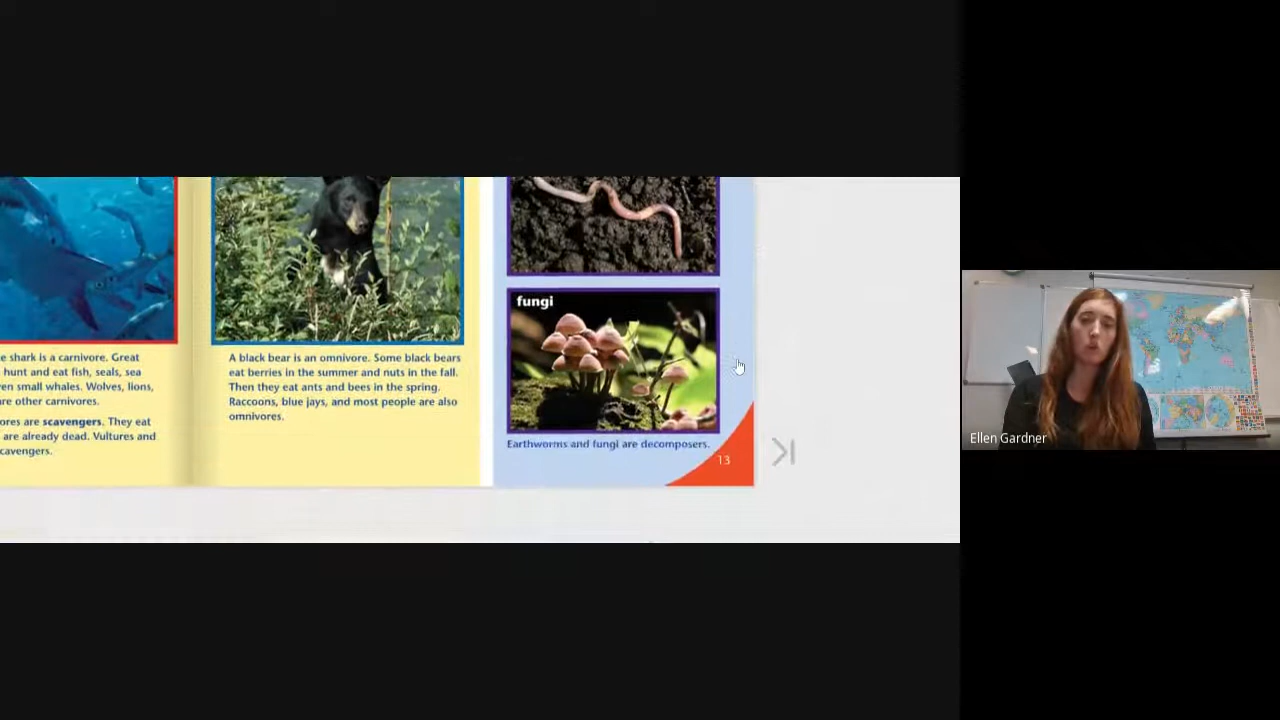 e shark is a carnivore. Great
hunt and eat fish, seals, sea
en small whales. Wolves, lions,
re other carnivores.
ores are scavengers. They eat
are already dead. Vultures and
cavengers.
A black bear is an omnivore. Some black bears
eat berries in the summer and nuts in the fall.
Then they eat ants and bees in the spring.
Raccoons, blue jays, and most people are also
omnivores.
fungi
Earthworms and fungi are decomposers.
13
Ellen Gardner